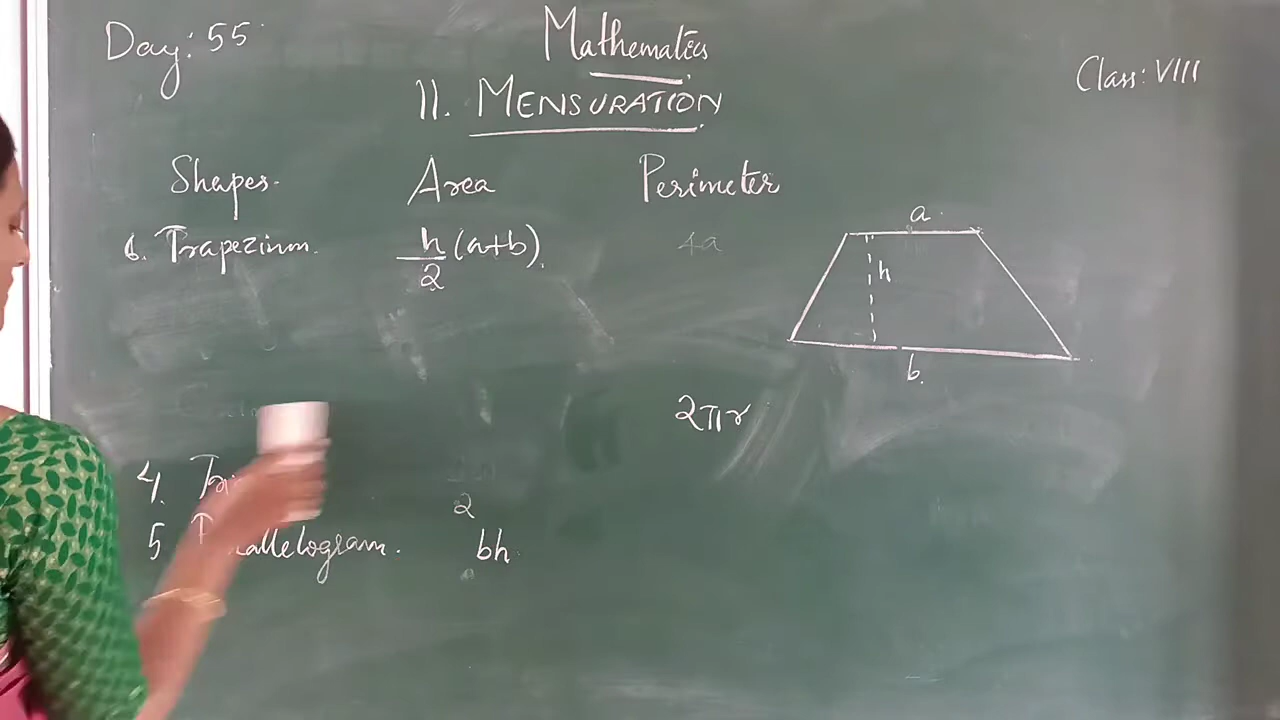 Day: 55
Mathematics
11. MENSURATION
Class: VIII
Shapes. Area Perimeter
6. Trapezium. h/2 (a+b) 4a
a
h
b.
2πr
4.
2
5 bh